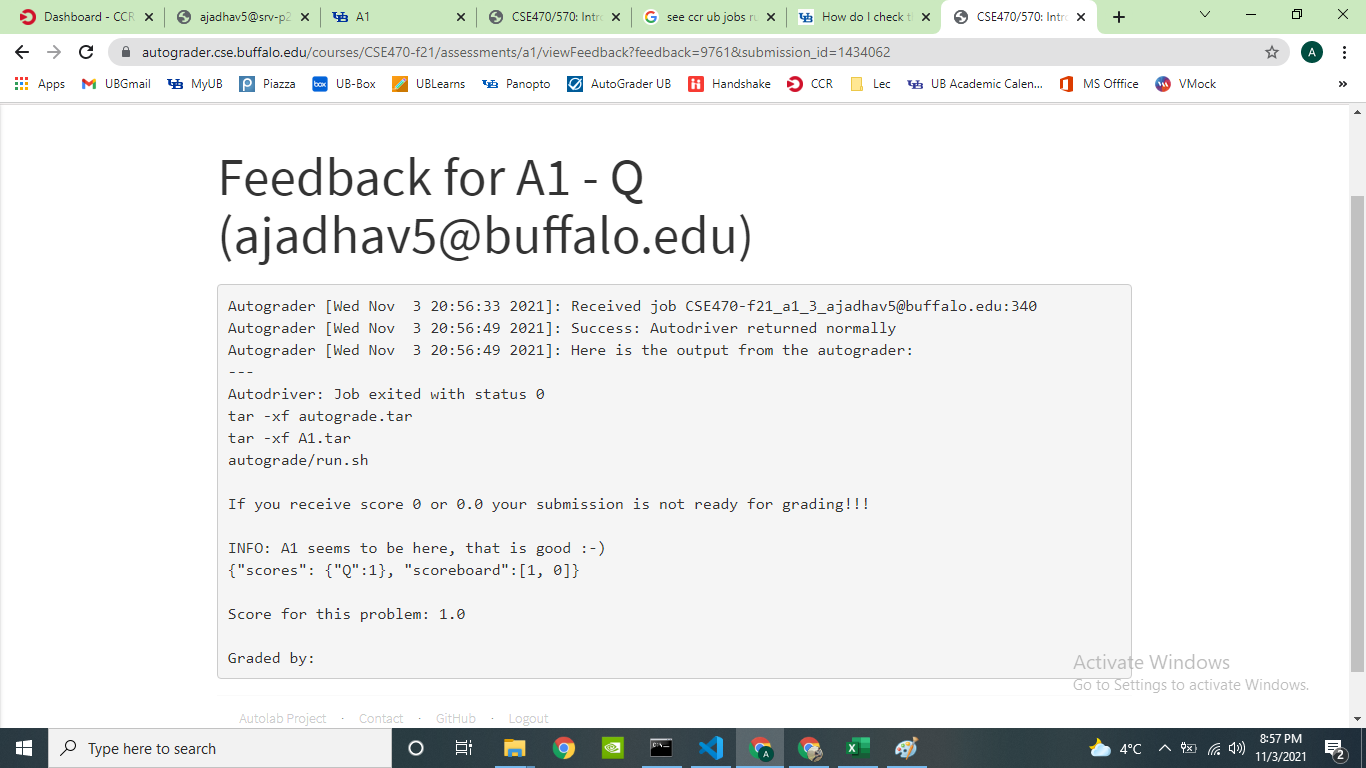 Dashboard - CCR
ajadhav5@srv-p2
A1
CSE470/570: Intr
see ccr ub jobs r
How do I check t
CSE470/570: Intr
autograder.cse.buffalo.edu/courses/CSE470-f21/assessments/a1/viewFeedback?feedback=9761&submission_id=1434062
A
Apps UBGmail MyUB Piazza UB-Box UBLearns Panopto AutoGrader UB Handshake CCR Lec UB Academic Calen... MS Offfice VMock »
Feedback for A1 - Q
(ajadhav5@buffalo.edu)
Autograder [Wed Nov  3 20:56:33 2021]: Received job CSE470-f21_a1_3_ajadhav5@buffalo.edu:340
Autograder [Wed Nov  3 20:56:49 2021]: Success: Autodriver returned normally
Autograder [Wed Nov  3 20:56:49 2021]: Here is the output from the autograder:
---
Autodriver: Job exited with status 0
tar -xf autograde.tar
tar -xf A1.tar
autograde/run.sh
If you receive score 0 or 0.0 your submission is not ready for grading!!!
INFO: A1 seems to be here, that is good :-)
{"scores": {"Q":1}, "scoreboard":[1, 0]}
Score for this problem: 1.0
Graded by:
Activate Windows
Go to Settings to activate Windows.
Autolab Project · Contact · GitHub · Logout
Type here to search
4°C
8:57 PM
11/3/2021
2